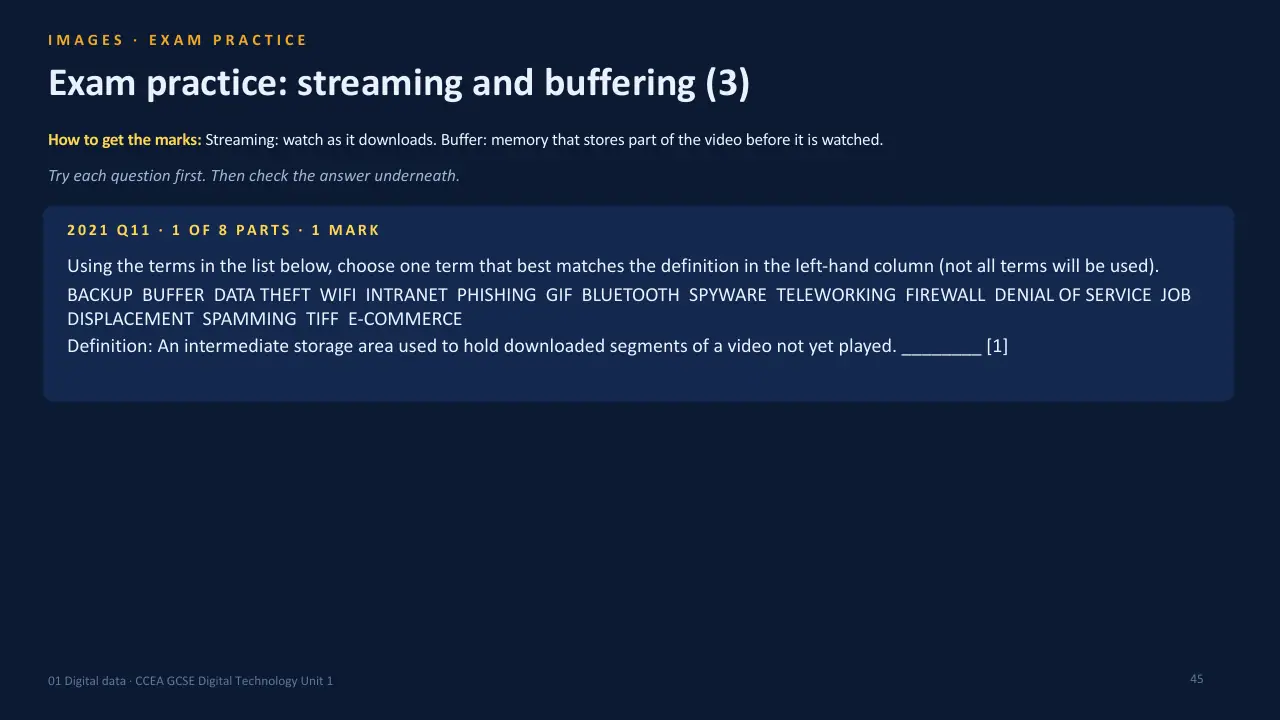 IMAGES · EXAM PRACTICE
Exam practice: streaming and buffering (3)
How to get the marks: Streaming: watch as it downloads. Buffer: memory that stores part of the video before it is watched.
Try each question first. Then check the answer underneath.
2021 Q11 · 1 OF 8 PARTS · 1 MARK
Using the terms in the list below, choose one term that best matches the definition in the left-hand column (not all terms will be used).
BACKUP BUFFER DATA THEFT WIFI INTRANET PHISHING GIF BLUETOOTH SPYWARE TELEWORKING FIREWALL DENIAL OF SERVICE JOB
DISPLACEMENT SPAMMING TIFF E-COMMERCE
Definition: An intermediate storage area used to hold downloaded segments of a video not yet played. ________ [1]
01 Digital data · CCEA GCSE Digital Technology Unit 1
45